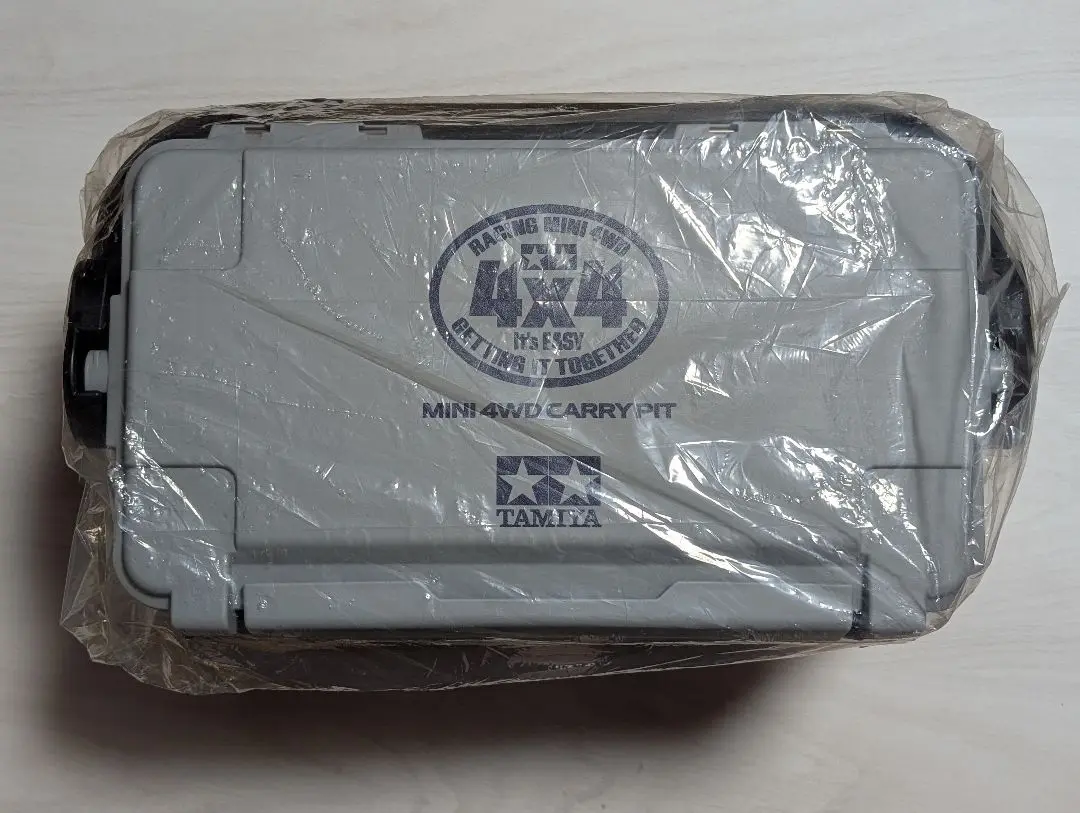 RACING MINI 4WD
4x4
It's EASY
GETTING IT TOGETHER
MINI 4WD CARRY PIT
TAMIYA